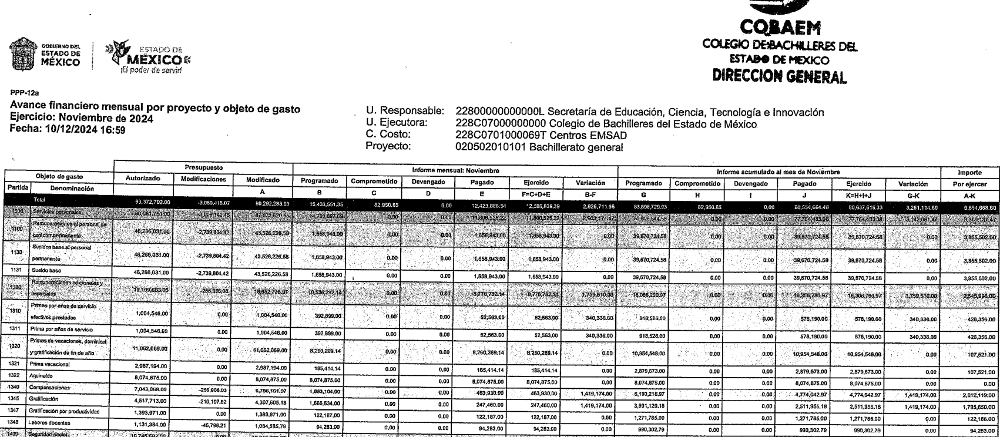 COBAEM
COLEGIO DE BACHILLERES DEL
ESTADO DE MEXICO
DIRECCION GENERAL
GOBIERNO DEL
ESTADO DE
MÉXICO
ESTADO DE
MÉXICO
¡El poder de servir!
PPP-12a
Avance financiero mensual por proyecto y objeto de gasto
Ejercicio: Noviembre de 2024
Fecha: 10/12/2024 16:59
U. Responsable: 22800000000000L Secretaría de Educación, Ciencia, Tecnología e Innovación
U. Ejecutora: 228C07000000000 Colegio de Bachilleres del Estado de México
C. Costo: 228C0701000069T Centros EMSAD
Proyecto: 020502010101 Bachillerato general
Objeto de gasto Presupuesto Informe mensual: Noviembre Informe acumulado al mes da Noviembre Importe
Partida Denominación Autorizado Modificaciones Modificado Programado Comprometido Devengado Pagado Ejercido Variación Programado Comprometido Devengado Pagado Ejercido Variación Por ejercer
A B C D E F=C+D+E B-F G H I J K=H+I+J G-K A-K
Total 93,372,702.00 -3,080,418.07 90,292,283.93 15,433,551.35 82,950.85 0.00 12,423,888.54 12,506,839.39 2,926,711.96 83,898,729.93 82,950.85 0.00 80,554,664.48 80,637,615.33 3,261,114.60 9,654,668.60
1000 Servicios personales 90,081,761.00 -3,008,140.45 87,073,620.55 14,703,697.69 0.00 0.00 11,800,526.22 11,800,526.22 2,903,171.47 80,906,544.55 0.00 0.00 77,764,483.08 77,764,483.08 3,142,061.47 9,309,137.47
1100 Remuneraciones al personal de carácter permanente 46,266,031.00 -2,739,804.42 43,526,226.58 1,658,943.00 0.00 0.00 1,658,943.00 1,658,943.00 0.00 39,670,724.58 0.00 0.00 39,670,724.58 39,670,724.58 0.00 3,855,502.00
1130 Sueldos base al personal permanente 46,266,031.00 -2,739,804.42 43,526,226.58 1,658,943.00 0.00 0.00 1,658,943.00 1,658,943.00 0.00 39,670,724.58 0.00 0.00 39,670,724.58 39,670,724.58 0.00 3,855,502.00
1131 Sueldo base 46,266,031.00 -2,739,804.42 43,526,226.58 1,658,943.00 0.00 0.00 1,658,943.00 1,658,943.00 0.00 39,670,724.58 0.00 0.00 39,670,724.58 39,670,724.58 0.00 3,855,502.00
1300 Remuneraciones adicionales y especiales 19,109,683.00 -256,906.03 18,852,776.97 10,536,292.14 0.00 0.00 8,776,782.14 8,776,782.14 1,759,510.00 18,066,290.97 0.00 0.00 16,306,780.97 16,306,780.97 1,759,510.00 2,545,996.00
1310 Primas por años de servicio efectivos prestados 1,004,546.00 0.00 1,004,546.00 392,899.00 0.00 0.00 52,563.00 52,563.00 340,336.00 918,526.00 0.00 0.00 578,190.00 578,190.00 340,336.00 426,356.00
1311 Prima por años de servicio 1,004,546.00 0.00 1,004,546.00 392,899.00 0.00 0.00 52,563.00 52,563.00 340,336.00 918,526.00 0.00 0.00 578,190.00 578,190.00 340,336.00 426,356.00
1320 Primas de vacaciones, dominical y gratificación de fin de año 11,062,069.00 0.00 11,062,069.00 8,260,289.14 0.00 0.00 8,260,289.14 8,260,289.14 0.00 10,954,548.00 0.00 0.00 10,954,548.00 10,954,548.00 0.00 107,521.00
1321 Prima vacacional 2,987,194.00 0.00 2,987,194.00 185,414.14 0.00 0.00 185,414.14 185,414.14 0.00 2,879,673.00 0.00 0.00 2,879,673.00 2,879,673.00 0.00 107,521.00
1322 Aguinaldo 8,074,875.00 0.00 8,074,875.00 8,074,875.00 0.00 0.00 8,074,875.00 8,074,875.00 0.00 8,074,875.00 0.00 0.00 8,074,875.00 8,074,875.00 0.00 0.00
1340 Compensaciones 7,043,068.00 -256,906.03 6,786,161.97 1,883,104.00 0.00 0.00 463,930.00 463,930.00 1,419,174.00 6,193,216.97 0.00 0.00 4,774,042.97 4,774,042.97 1,419,174.00 2,012,119.00
1345 Gratificación 4,517,713.00 -210,107.82 4,307,605.18 1,666,634.00 0.00 0.00 247,460.00 247,460.00 1,419,174.00 3,931,129.18 0.00 0.00 2,511,955.18 2,511,955.18 1,419,174.00 1,795,650.00
1347 Gratificación por productividad 1,393,971.00 0.00 1,393,971.00 122,187.00 0.00 0.00 122,187.00 122,187.00 0.00 1,271,785.00 0.00 0.00 1,271,785.00 1,271,785.00 0.00 122,186.00
1348 Labores docentes 1,131,384.00 -46,798.21 1,084,585.79 94,283.00 0.00 0.00 94,283.00 94,283.00 0.00 990,302.79 0.00 0.00 990,302.79 990,302.79 0.00 94,283.00
1400 Seguridad social